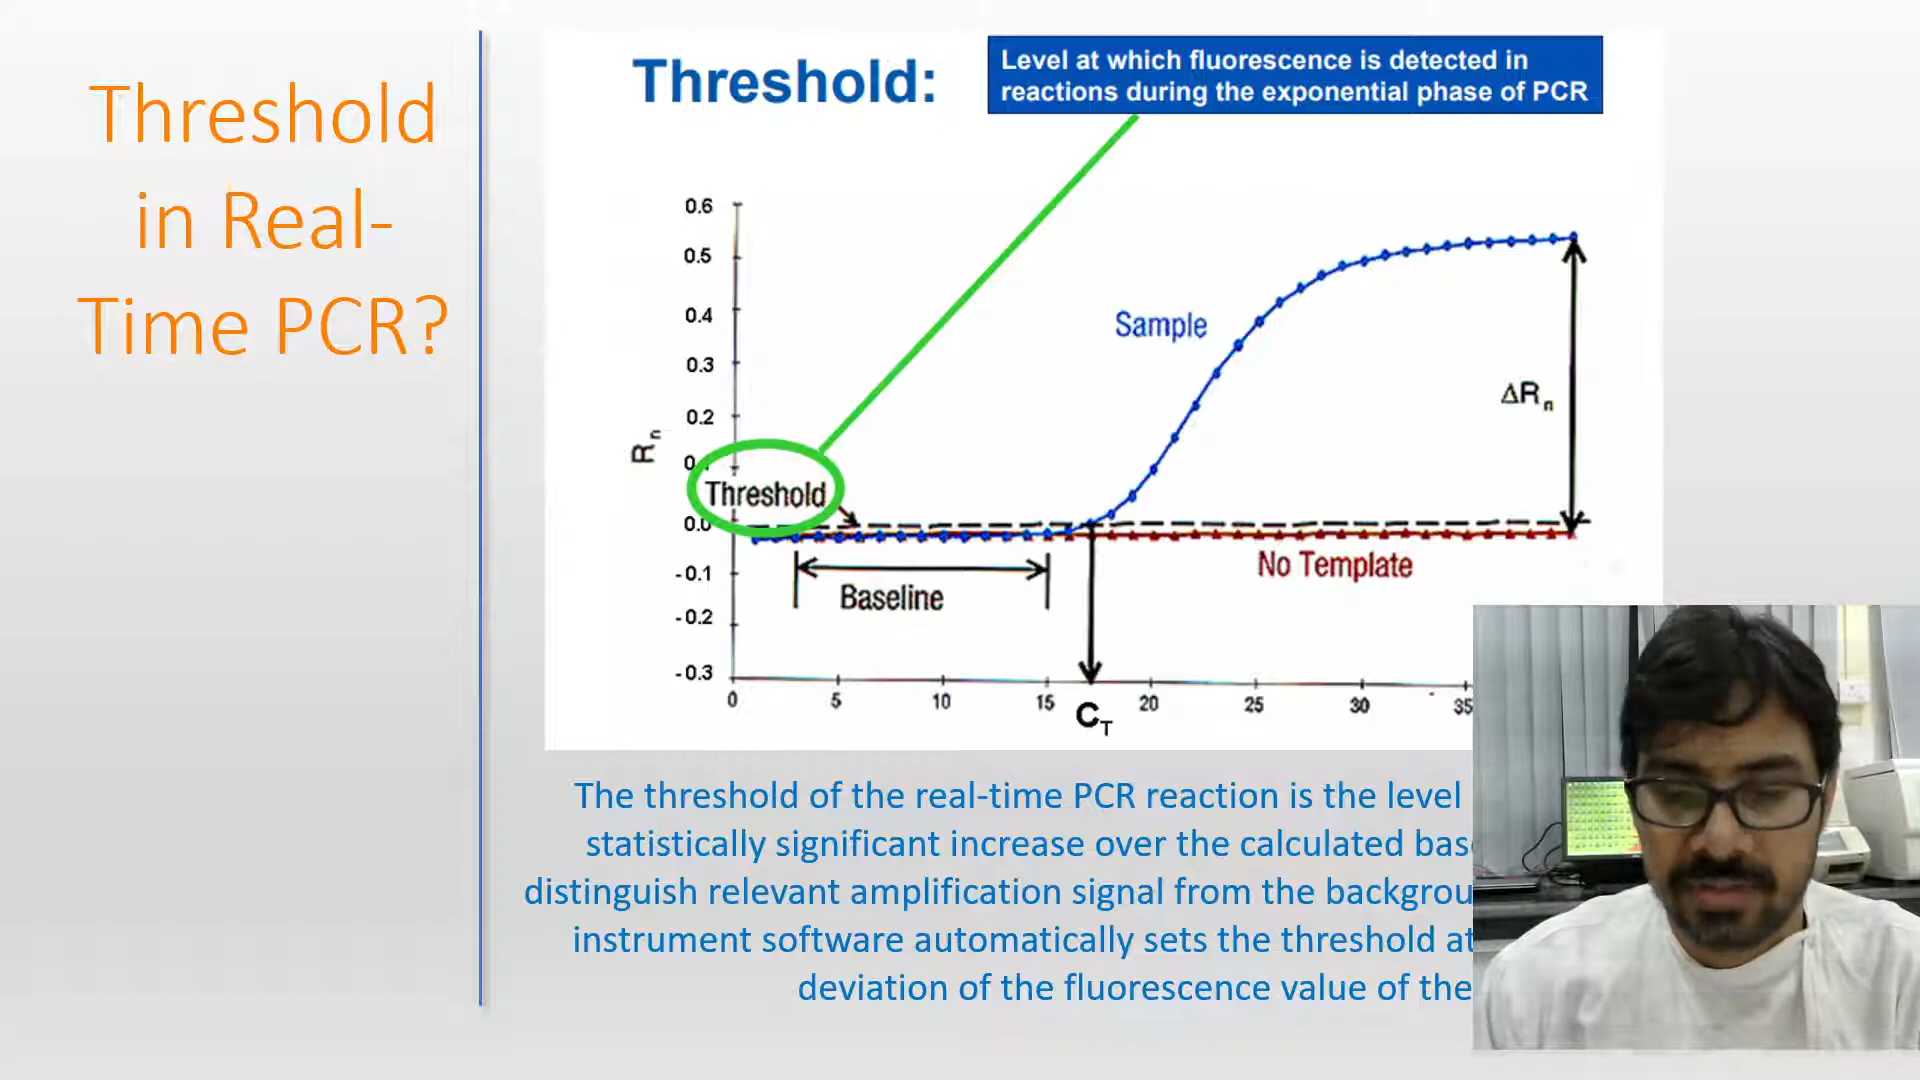 Threshold
in Real-
Time PCR?
Threshold:
Level at which fluorescence is detected in
reactions during the exponential phase of PCR
0.6
0.5
0.4
0.3
0.2
0.1
0.0
-0.1
-0.2
-0.3
Rn
Threshold
Sample
ΔRn
No Template
Baseline
0 5 10 15 20 25 30 35
CT
The threshold of the real-time PCR reaction is the level
statistically significant increase over the calculated
distinguish relevant amplification signal from the
instrument software automatically sets the threshold at
deviation of the fluorescence value of the